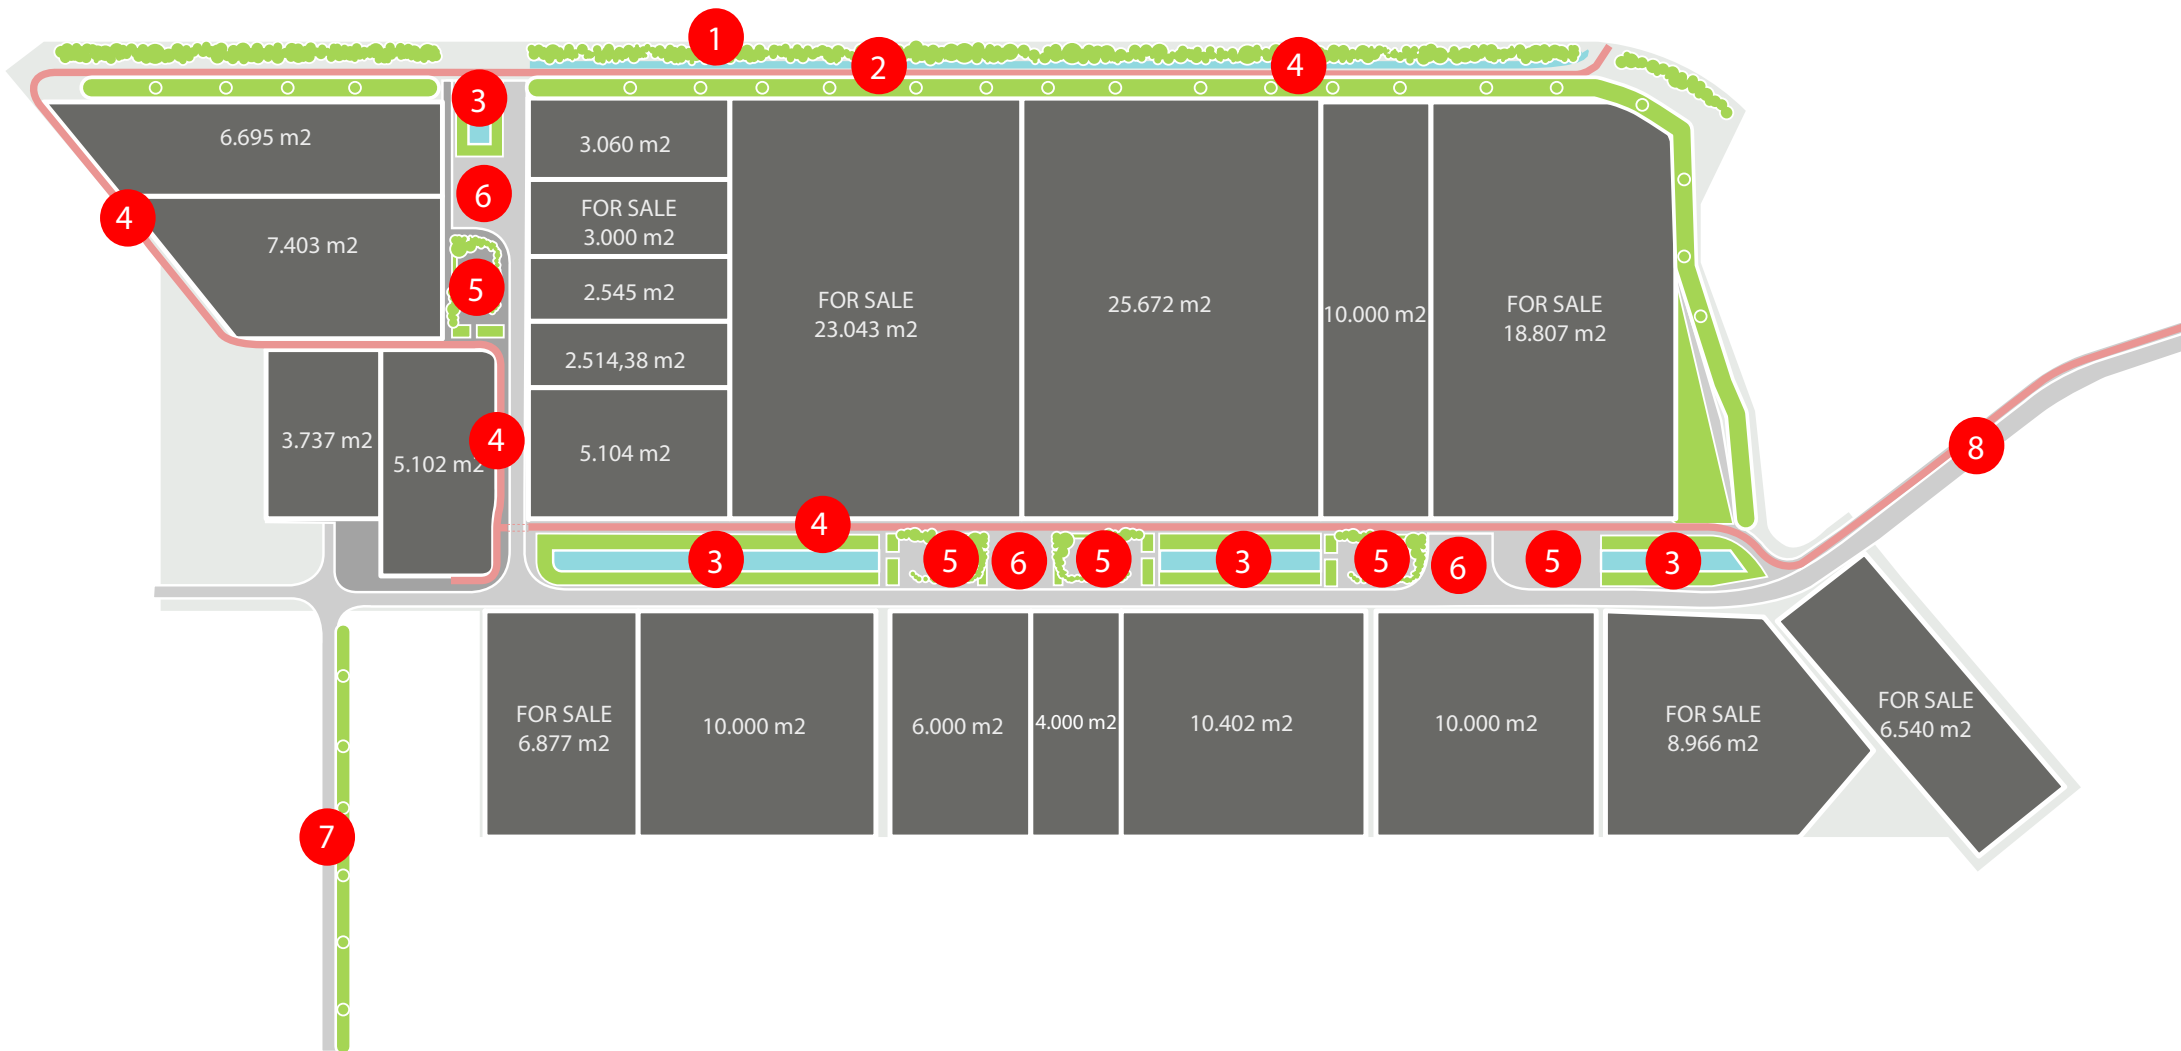 1
2
4
3
6.695 m2
3.060 m2
6
4
FOR SALE
3.000 m2
7.403 m2
5
2.545 m2
FOR SALE
23.043 m2
25.672 m2
10.000 m2
FOR SALE
18.807 m2
2.514,38 m2
3.737 m2
4
5.102 m2
5.104 m2
8
4
3
5
6
5
3
5
6
5
3
FOR SALE
6.877 m2
10.000 m2
6.000 m2
4.000 m2
10.402 m2
10.000 m2
FOR SALE
8.966 m2
FOR SALE
6.540 m2
7